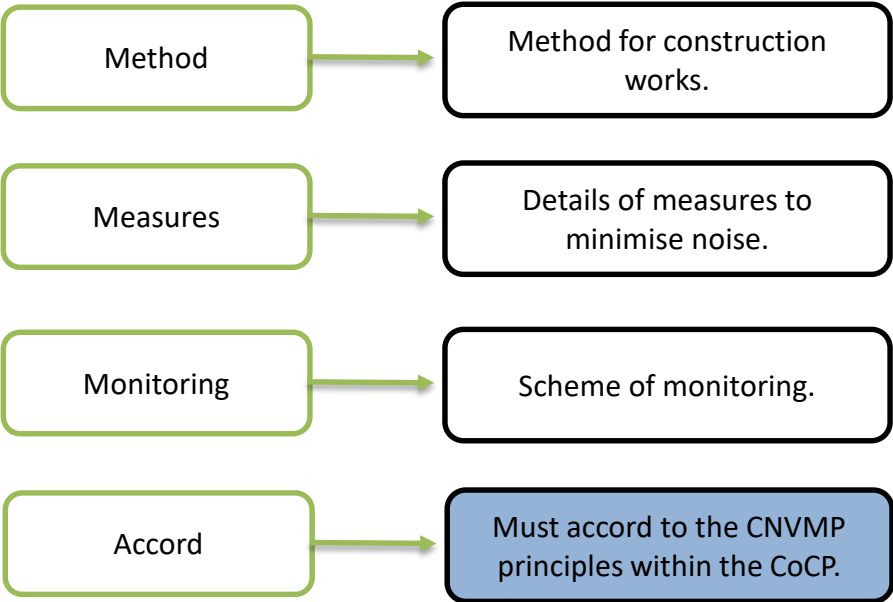 Method
Method for construction
works.
Measures
Details of measures to
minimise noise.
Monitoring
Scheme of monitoring.
Accord
Must accord to the CNVMP
principles within the CoCP.